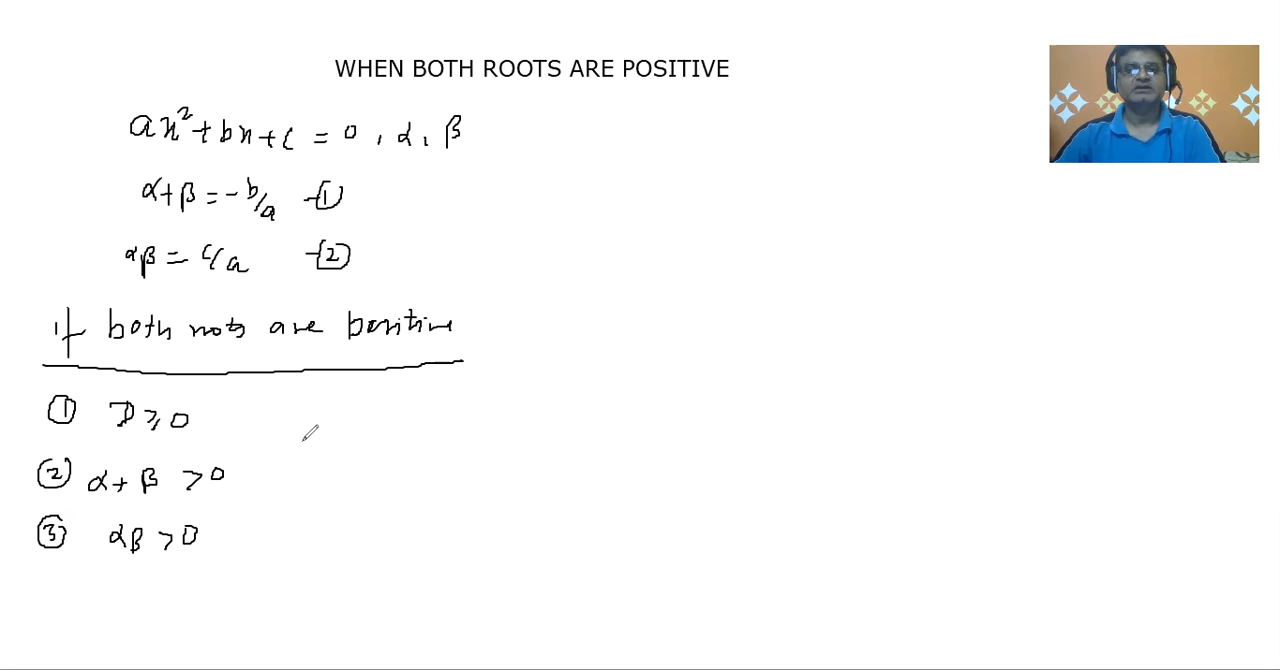 WHEN BOTH ROOTS ARE POSITIVE
ax²+bx+c = 0, α, β
α+β = -b/a -①
αβ = c/a -②
if both roots are positive
① D ≥ 0
② α+β > 0
③ αβ > 0